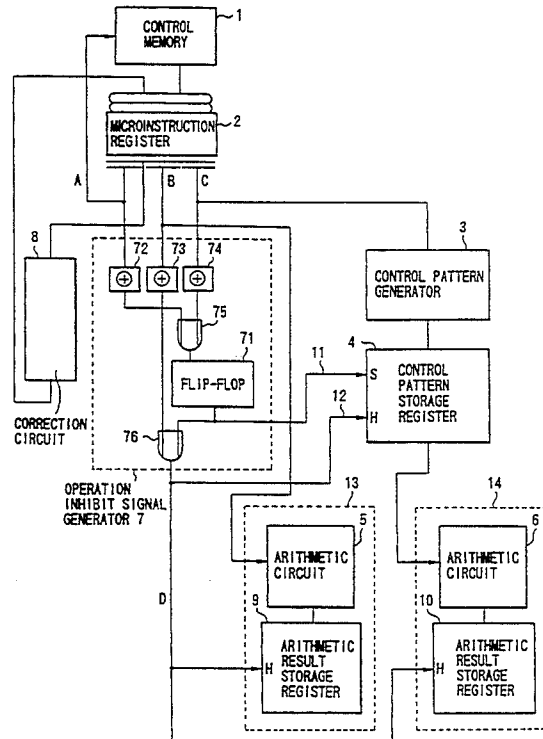 1
CONTROL
MEMORY
2
MICROINSTRUCTION
REGISTER
A
B
C
8
72
73
74
3
CONTROL PATTERN
GENERATOR
75
4
71
FLIP-FLOP
11
S
CONTROL
PATTERN
STORAGE
REGISTER
12
H
CORRECTION
CIRCUIT
76
OPERATION
INHIBIT SIGNAL
GENERATOR 7
13
14
5
ARITHMETIC
CIRCUIT
6
ARITHMETIC
CIRCUIT
D
9
ARITHMETIC
RESULT
STORAGE
REGISTER
H
10
ARITHMETIC
RESULT
STORAGE
REGISTER
H